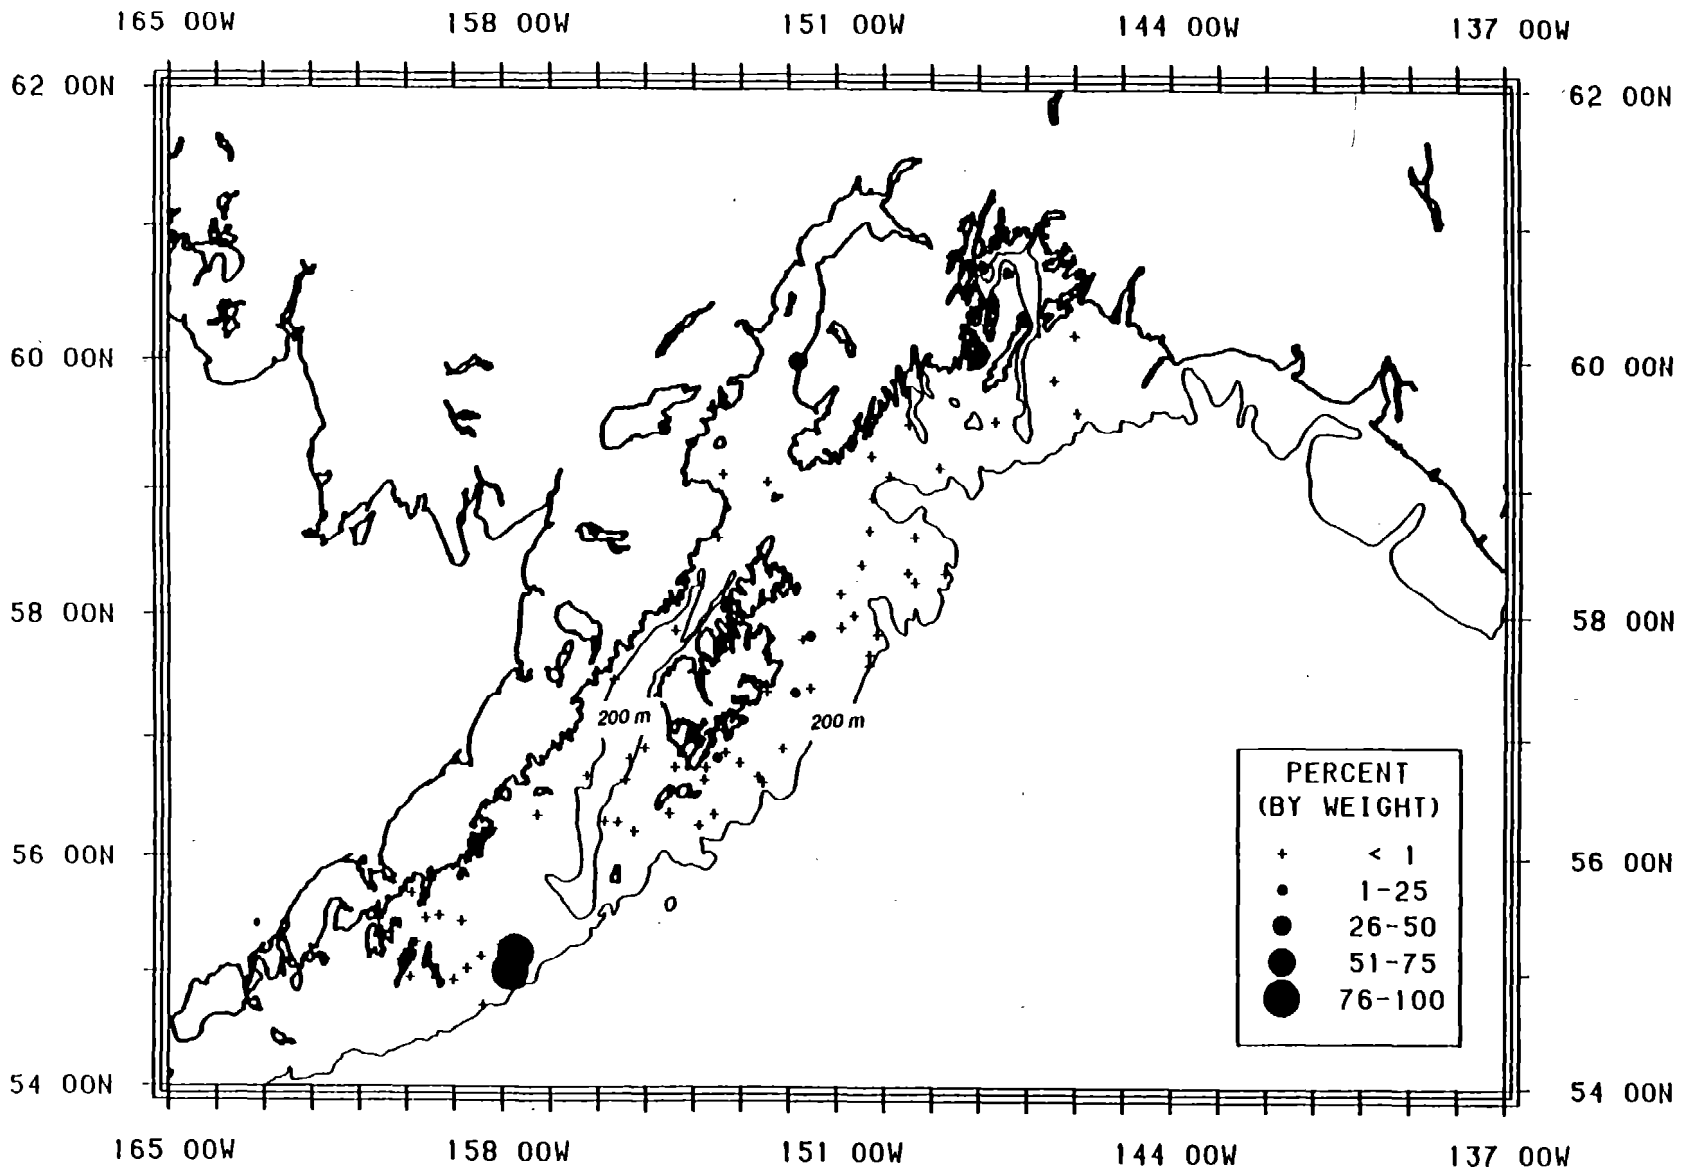 165 00W 158 00W 151 00W 144 00W 137 00W
62 00N 62 00N
60 00N 60 00N
58 00N 58 00N
200 m 200 m
PERCENT
(BY WEIGHT)
+ < 1
1-25
26-50
51-75
76-100
56 00N 56 00N
54 00N 54 00N
165 00W 158 00W 151 00W 144 00W 137 00W